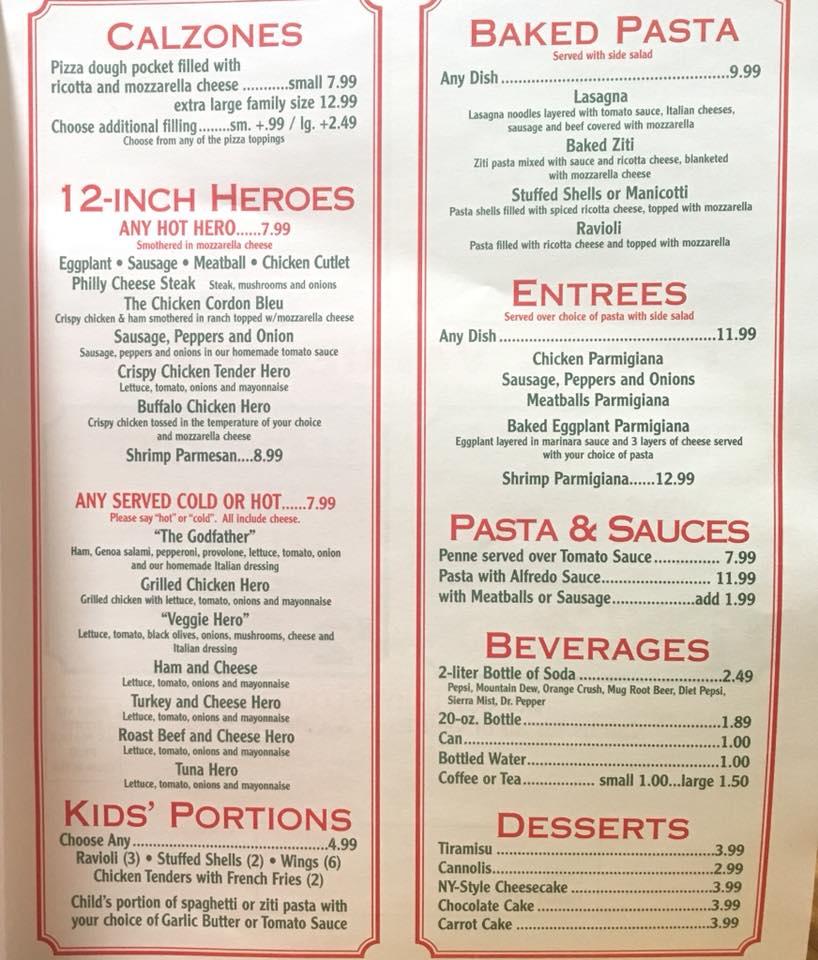 CALZONES
Pizza dough pocket filled with
ricotta and mozzarella cheese ...........small 7.99
extra large family size 12.99
Choose additional filling........sm. +.99 / lg. +2.49
Choose from any of the pizza toppings
12-INCH HEROES
ANY HOT HERO......7.99
Smothered in mozzarella cheese
Eggplant • Sausage • Meatball • Chicken Cutlet
Philly Cheese Steak Steak, mushrooms and onions
The Chicken Cordon Bleu
Crispy chicken & ham smothered in ranch topped w/mozzarella cheese
Sausage, Peppers and Onion
Sausage, peppers and onions in our homemade tomato sauce
Crispy Chicken Tender Hero
Lettuce, tomato, onions and mayonnaise
Buffalo Chicken Hero
Crispy chicken tossed in the temperature of your choice
and mozzarella cheese
Shrimp Parmesan....8.99
ANY SERVED COLD OR HOT......7.99
Please say "hot" or "cold". All include cheese.
"The Godfather"
Ham, Genoa salami, pepperoni, provolone, lettuce, tomato, onion
and our homemade Italian dressing
Grilled Chicken Hero
Grilled chicken with lettuce, tomato, onions and mayonnaise
"Veggie Hero"
Lettuce, tomato, black olives, onions, mushrooms, cheese and
Italian dressing
Ham and Cheese
Lettuce, tomato, onions and mayonnaise
Turkey and Cheese Hero
Lettuce, tomato, onions and mayonnaise
Roast Beef and Cheese Hero
Lettuce, tomato, onions and mayonnaise
Tuna Hero
Lettuce, tomato, onions and mayonnaise
KIDS' PORTIONS
Choose Any..........................................4.99
Ravioli (3) • Stuffed Shells (2) • Wings (6)
Chicken Tenders with French Fries (2)
Child's portion of spaghetti or ziti pasta with
your choice of Garlic Butter or Tomato Sauce
BAKED PASTA
Served with side salad
Any Dish.................................................9.99
Lasagna
Lasagna noodles layered with tomato sauce, Italian cheeses,
sausage and beef covered with mozzarella
Baked Ziti
Ziti pasta mixed with sauce and ricotta cheese, blanketed
with mozzarella cheese
Stuffed Shells or Manicotti
Pasta shells filled with spiced ricotta cheese, topped with mozzarella
Ravioli
Pasta filled with ricotta cheese and topped with mozzarella
ENTREES
Served over choice of pasta with side salad
Any Dish...............................................11.99
Chicken Parmigiana
Sausage, Peppers and Onions
Meatballs Parmigiana
Baked Eggplant Parmigiana
Eggplant layered in marinara sauce and 3 layers of cheese served
with your choice of pasta
Shrimp Parmigiana......12.99
PASTA & SAUCES
Penne served over Tomato Sauce............... 7.99
Pasta with Alfredo Sauce......................... 11.99
with Meatballs or Sausage...................add 1.99
BEVERAGES
2-liter Bottle of Soda ................................2.49
Pepsi, Mountain Dew, Orange Crush, Mug Root Beer, Diet Pepsi,
Sierra Mist, Dr. Pepper
20-oz. Bottle...........................................1.89
Can........................................................1.00
Bottled Water..........................................1.00
Coffee or Tea................ small 1.00...large 1.50
DESSERTS
Tiramisu ................................................3.99
Cannolis.................................................2.99
NY-Style Cheesecake................................3.99
Chocolate Cake .......................................3.99
Carrot Cake ............................................3.99